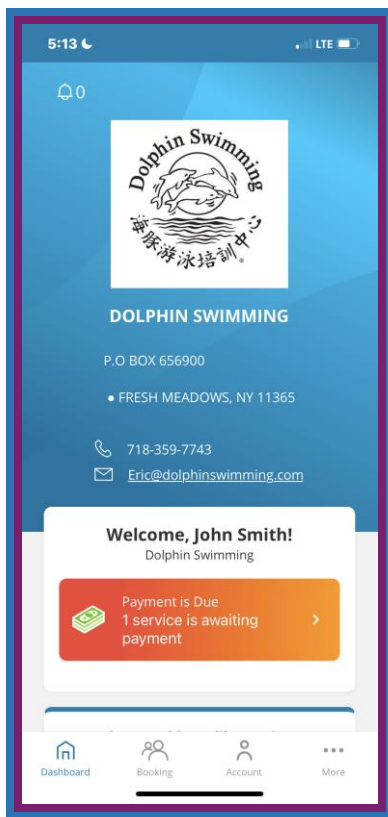 5:13
LTE
0
Dolphin Swimming
海豚游泳培訓中心
DOLPHIN SWIMMING
P.O BOX 656900
• FRESH MEADOWS, NY 11365
718-359-7743
Eric@dolphinswimming.com
Welcome, John Smith!
Dolphin Swimming
Payment is Due
1 service is awaiting
payment
Dashboard
Booking
Account
More